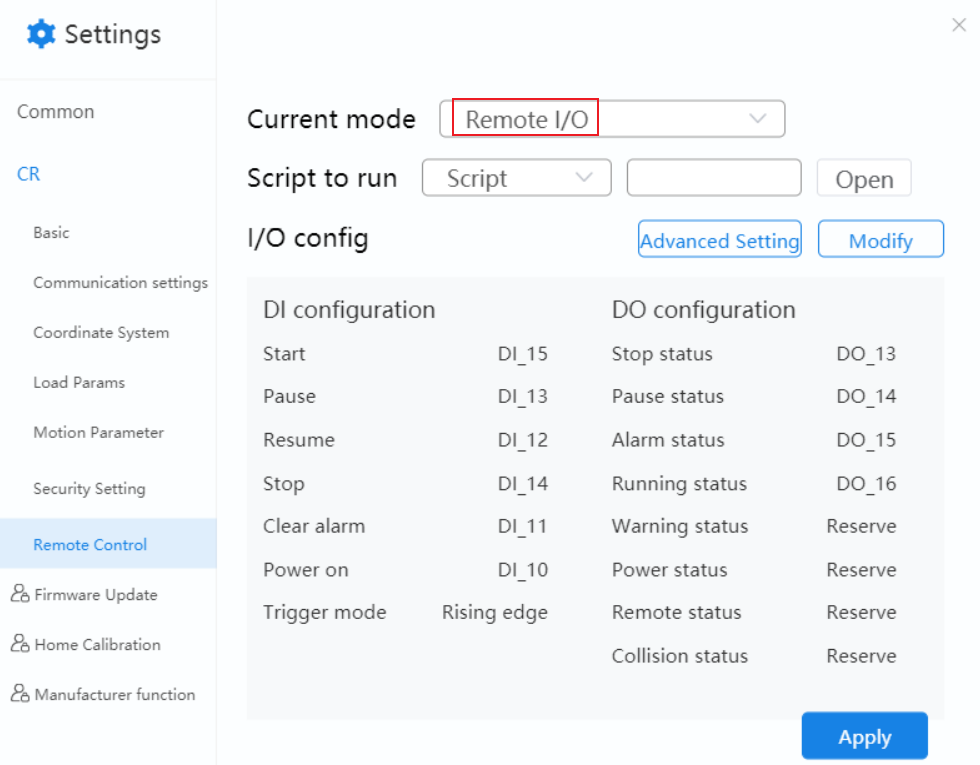 Settings
Common
CR
Basic
Communication settings
Coordinate System
Load Params
Motion Parameter
Security Setting
Remote Control
Firmware Update
Home Calibration
Manufacturer function
Current mode Remote I/O
Script to run Script Open
I/O config Advanced Setting Modify
DI configuration DO configuration
Start DI_15 Stop status DO_13
Pause DI_13 Pause status DO_14
Resume DI_12 Alarm status DO_15
Stop DI_14 Running status DO_16
Clear alarm DI_11 Warning status Reserve
Power on DI_10 Power status Reserve
Trigger mode Rising edge Remote status Reserve
Collision status Reserve
Apply